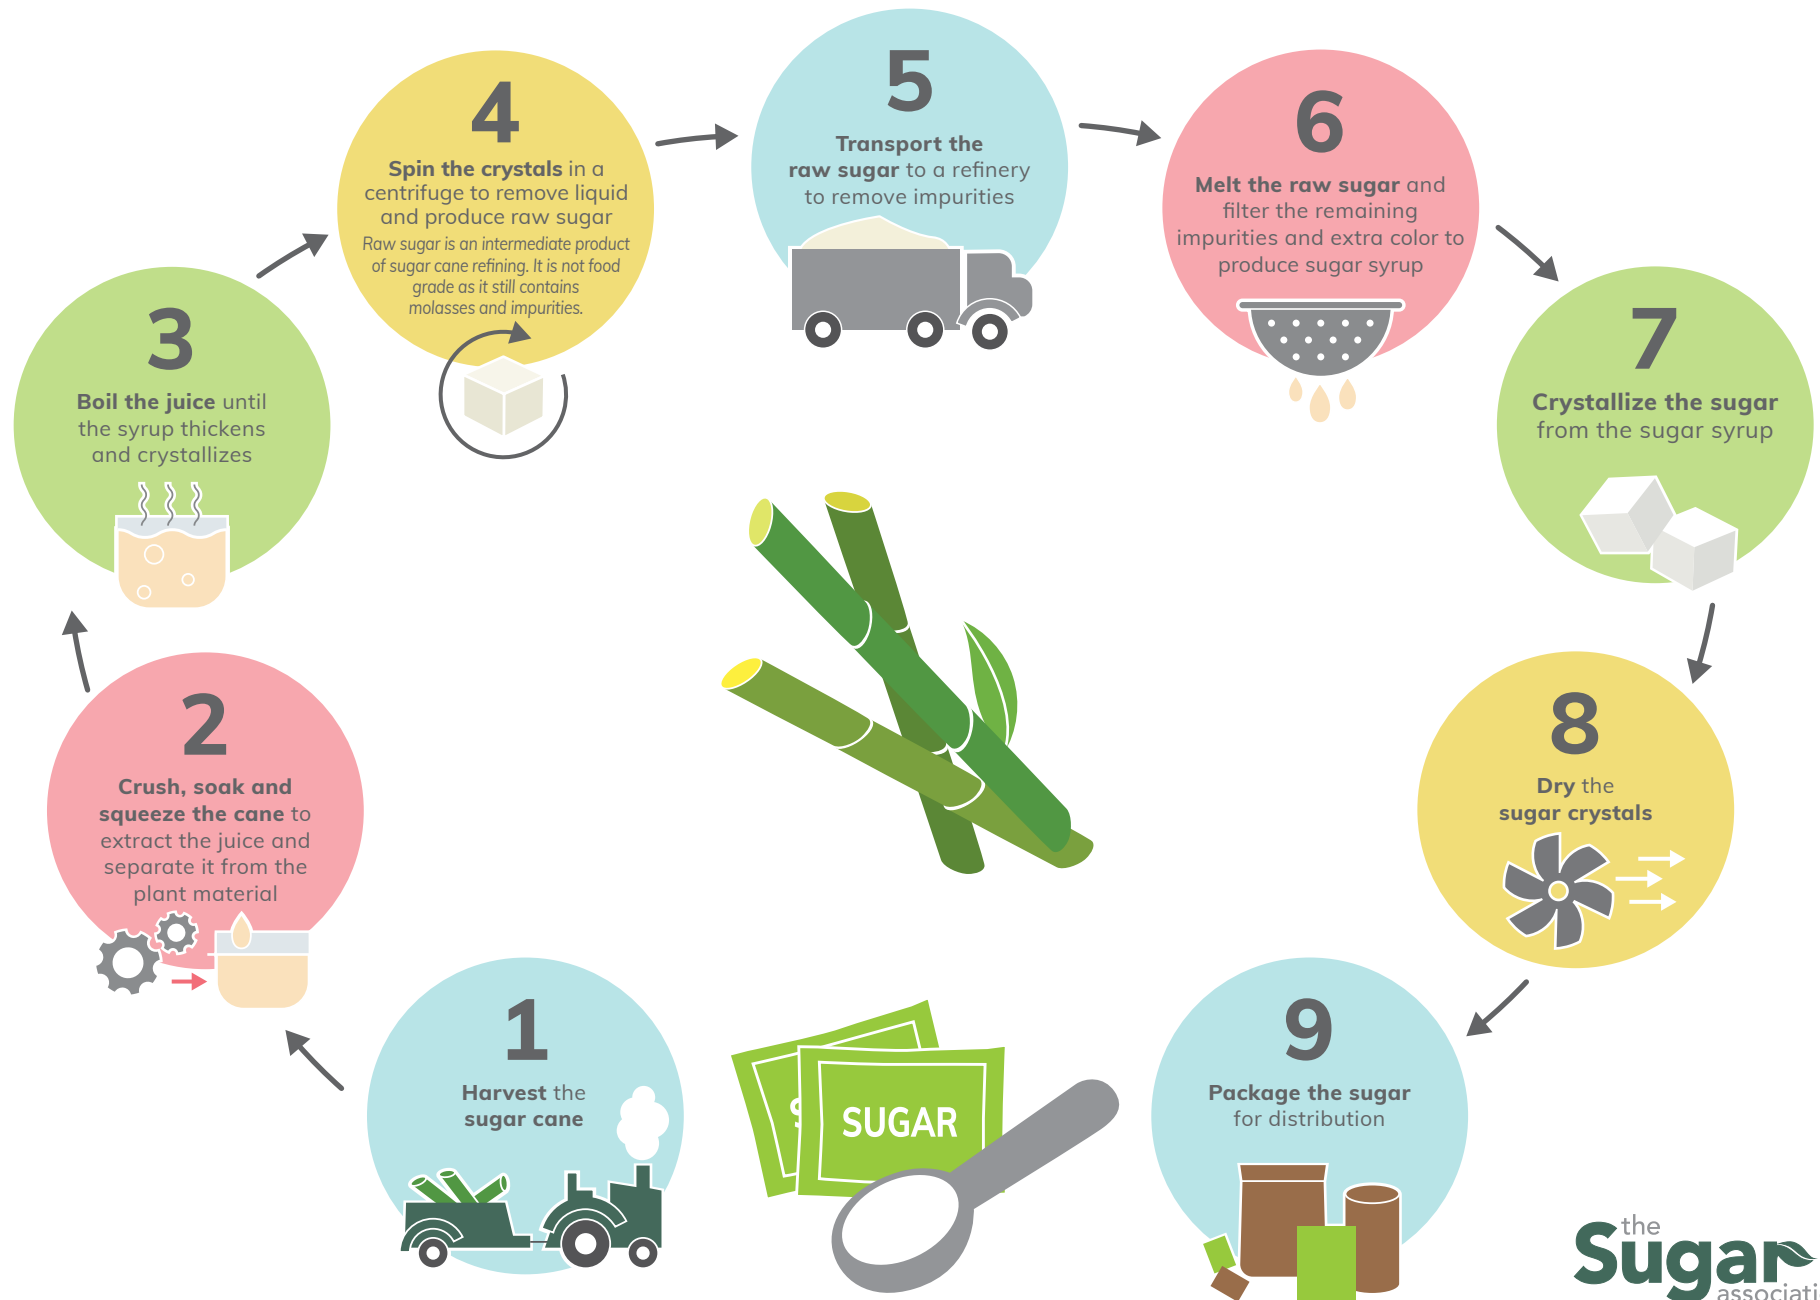 1
Harvest the
sugar cane
2
Crush, soak and
squeeze the cane to
extract the juice and
separate it from the
plant material
3
Boil the juice until
the syrup thickens
and crystallizes
4
Spin the crystals in a
centrifuge to remove liquid
and produce raw sugar
Raw sugar is an intermediate product
of sugar cane refining. It is not food
grade as it still contains
molasses and impurities.
5
Transport the
raw sugar to a refinery
to remove impurities
6
Melt the raw sugar and
filter the remaining
impurities and extra color to
produce sugar syrup
7
Crystallize the sugar
from the sugar syrup
8
Dry the
sugar crystals
9
Package the sugar
for distribution
SUGAR
the
Sugar